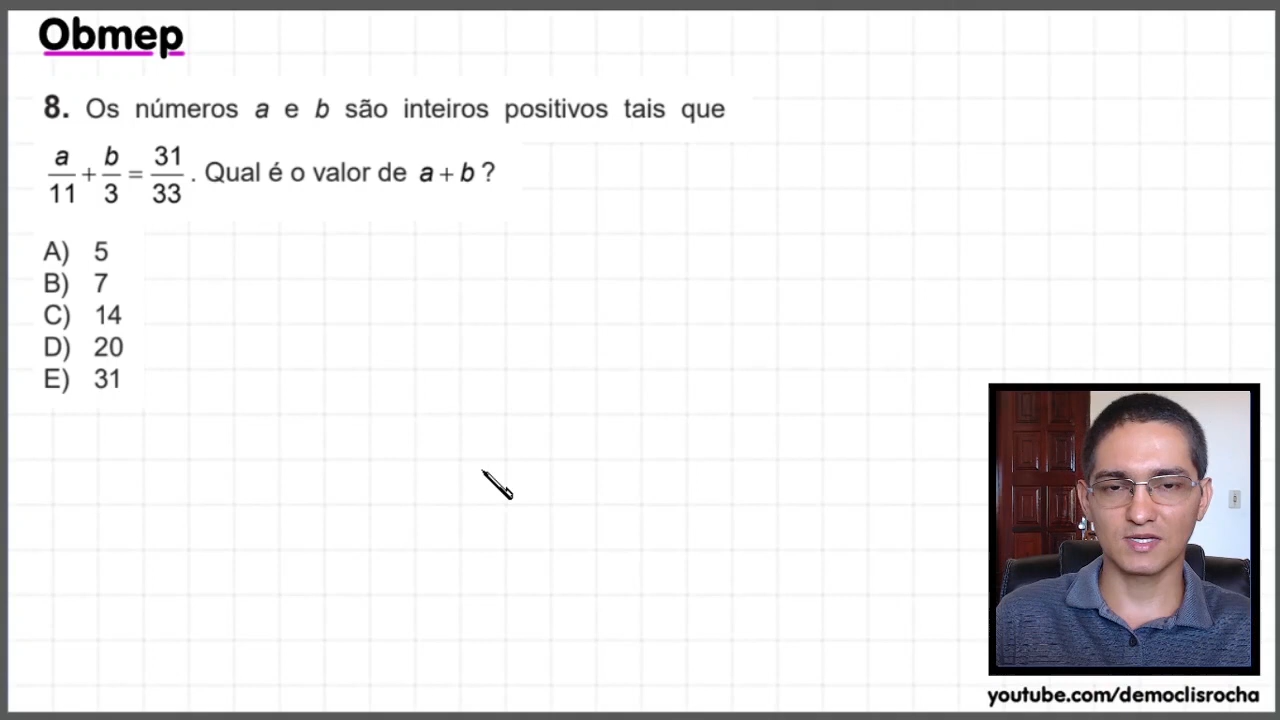 Obmep
8. Os números a e b são inteiros positivos tais que
a/11 + b/3 = 31/33 . Qual é o valor de a + b ?
A) 5
B) 7
C) 14
D) 20
E) 31
youtube.com/democlisrocha